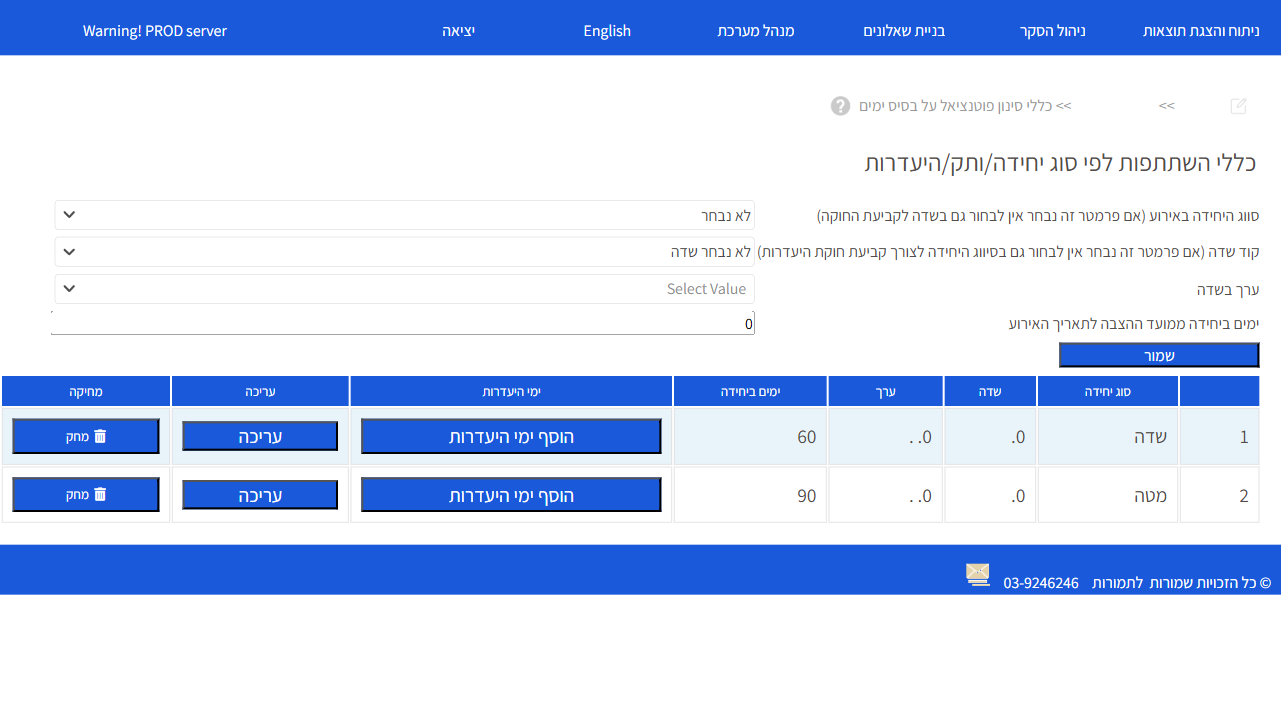 ניתוח והצגת תוצאות ניהול הסקר בניית שאלונים מנהל מערכת English יציאה Warning! PROD server
>> >> כללי סינון פוטנציאל על בסיס ימים ?
כללי השתתפות לפי סוג יחידה/ותק/היעדרות
סווג היחידה באירוע (אם פרמטר זה נבחר אין לבחור גם בשדה לקביעת החוקה) לא נבחר
קוד שדה (אם פרמטר זה נבחר אין לבחור גם בסיווג היחידה לצורך קביעת חוקת היעדרות) לא נבחר שדה
ערך בשדה Select Value
ימים ביחידה ממועד ההצבה לתאריך האירוע 0
שמור
סוג יחידה שדה ערך ימים ביחידה ימי היעדרות עריכה מחיקה
1 שדה 0. 0. . 60 הוסף ימי היעדרות עריכה מחק
2 מטה 0. 0. . 90 הוסף ימי היעדרות עריכה מחק
© כל הזכויות שמורות לתמורות 03-9246246